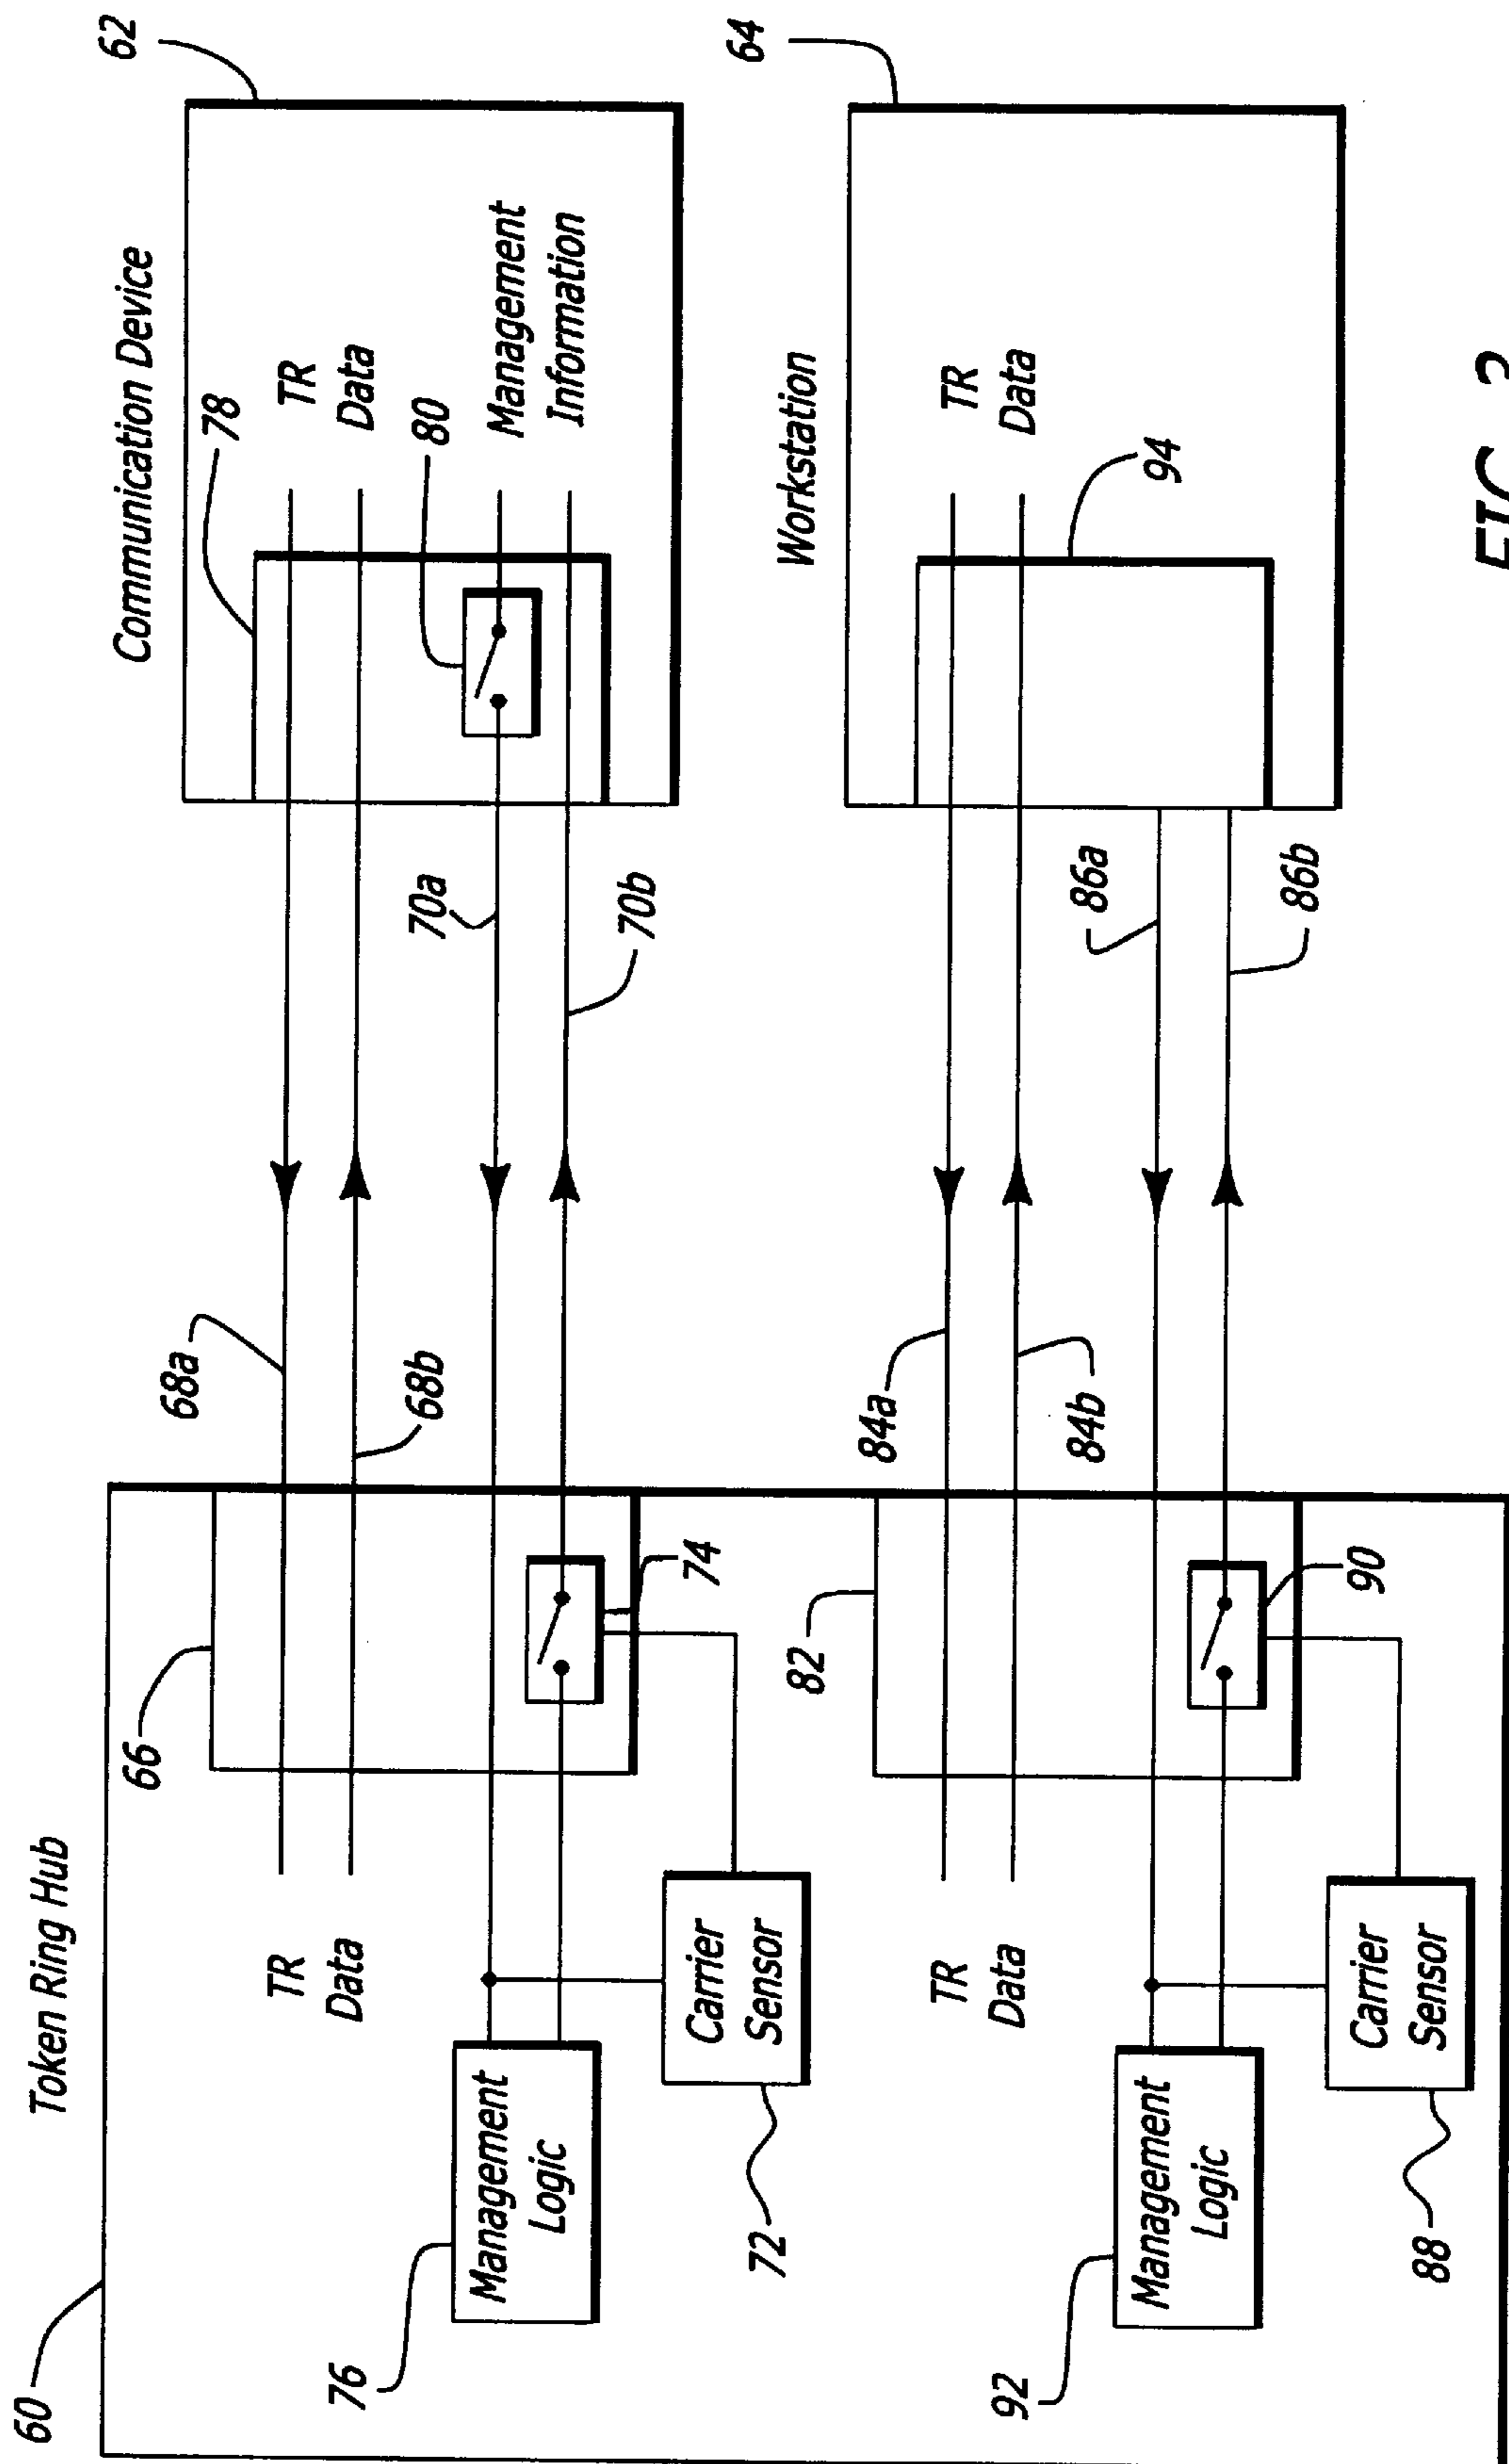 Token Ring Hub
60
66
TR
Data
76
Management
Logic
Carrier
Sensor
72
74
68a
68b
70a
70b
Communication Device
62
78
TR
Data
80
Management
Information
82
TR
Data
92
Management
Logic
Carrier
Sensor
88
90
84a
84b
86a
86b
Workstation
64
TR
Data
94